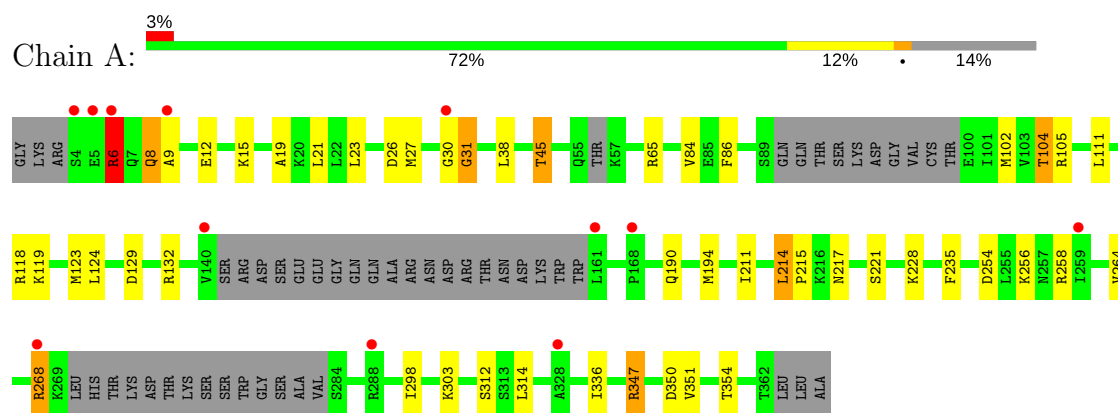 3%
Chain A:
72% 12% • 14%
GLY LYS ARG S4 E5 R6 Q7 Q8 A9 E12 K15 A19 K20 L21 L22 L23 D26 M27 G30 G31 L38 T45 Q55 THR K57 R65 V84 E85 F86 S89 GLN GLN THR SER LYS ASP GLY VAL CYS THR E100 I101 M102 V103 T104 R105 L111
R118 K119 M123 L124 D129 R132 V140 SER ARG ASP SER GLU GLU GLY GLN GLN ALA ARG ASN ASP ARG THR ASN ASP LYS TRP TRP L161 P168 Q190 M194 I211 L214 P215 K216 N217 S221 K228 F235 D254 L255 K256 N257 R258 I259 V264
R268 K269 LEU HIS THR LYS ASP THR LYS SER SER TRP GLY SER ALA VAL S284 R288 I298 K303 S312 S313 L314 A328 I336 R347 D350 V351 T354 T362 LEU LEU ALA